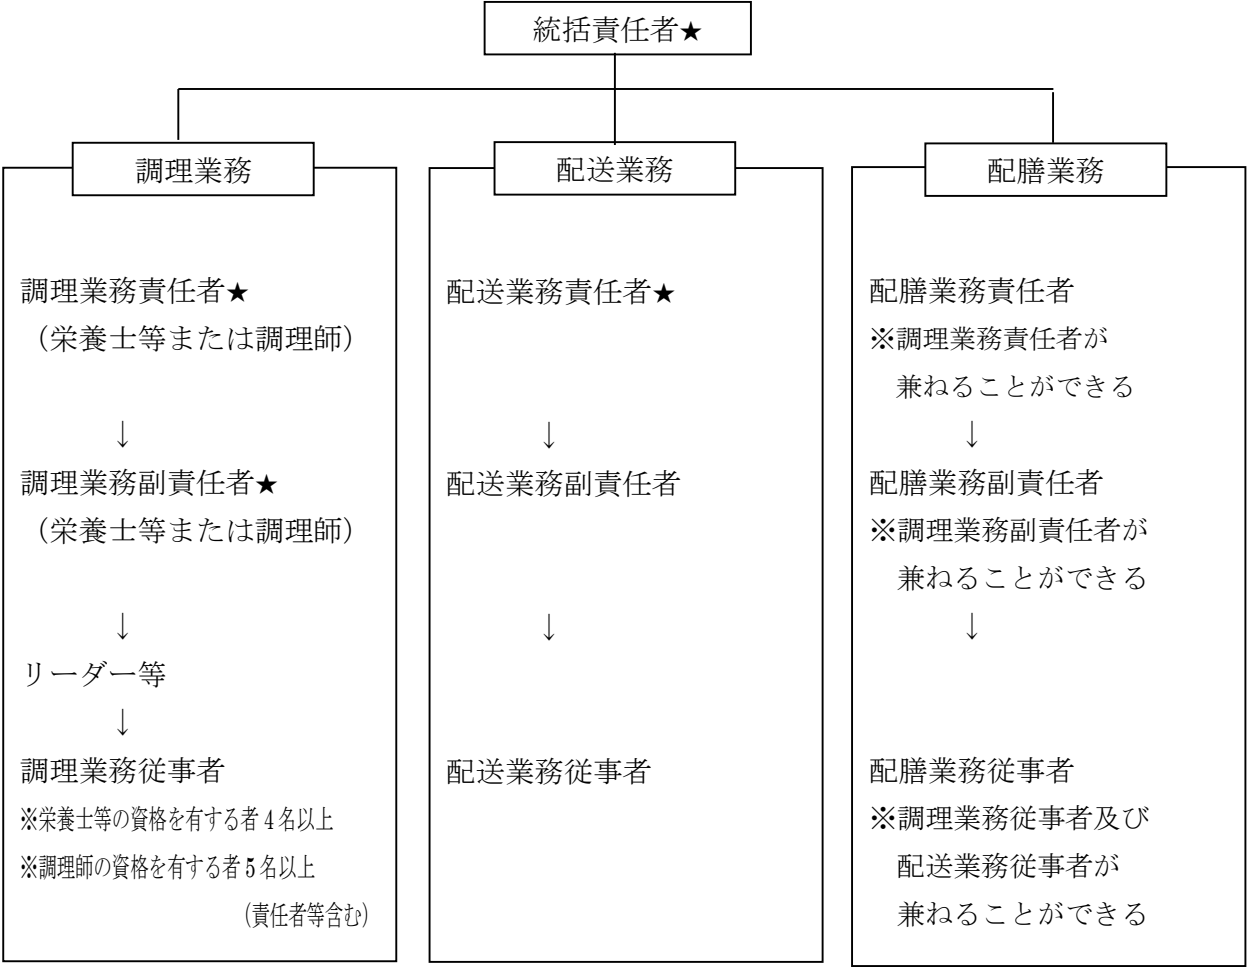 統括責任者★
調理業務
調理業務責任者★
（栄養士等または調理師）
↓
調理業務副責任者★
（栄養士等または調理師）
↓
リーダー等
↓
調理業務従事者
※栄養士等の資格を有する者4名以上
※調理師の資格を有する者5名以上
（責任者等含む）
配送業務
配送業務責任者★
↓
配送業務副責任者
↓
配送業務従事者
配膳業務
配膳業務責任者
※調理業務責任者が
兼ねることができる
↓
配膳業務副責任者
※調理業務副責任者が
兼ねることができる
↓
配膳業務従事者
※調理業務従事者及び
配送業務従事者が
兼ねることができる